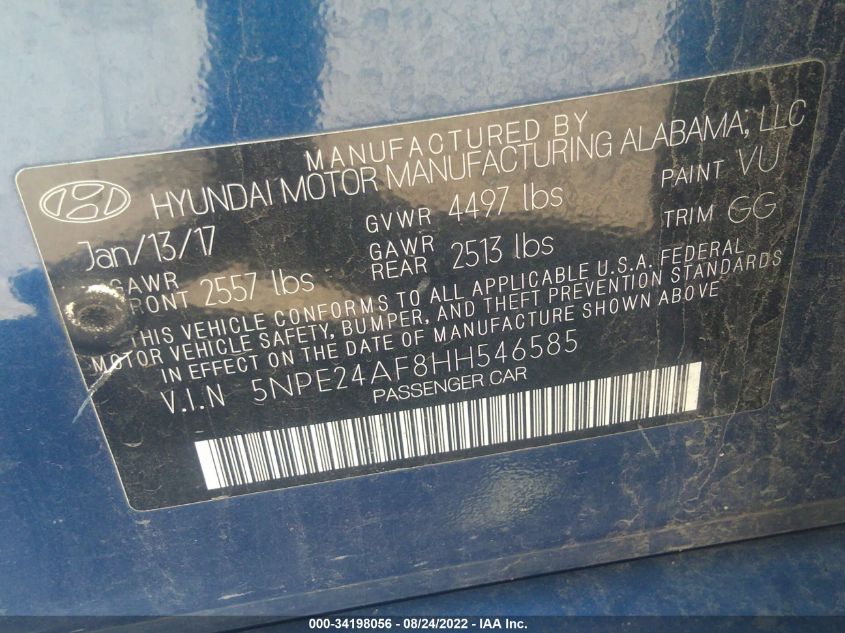 MANUFACTURED BY
HYUNDAI MOTOR MANUFACTURING ALABAMA, LLC
Jan/13/17 GVWR 4497 lbs PAINT VU
GAWR FRONT 2557 lbs GAWR REAR 2513 lbs TRIM GG
THIS VEHICLE CONFORMS TO ALL APPLICABLE U.S.A. FEDERAL
MOTOR VEHICLE SAFETY, BUMPER, AND THEFT PREVENTION STANDARDS
IN EFFECT ON THE DATE OF MANUFACTURE SHOWN ABOVE
V.I.N 5NPE24AF8HH546585
PASSENGER CAR
000-34198056 - 08/24/2022 - IAA Inc.